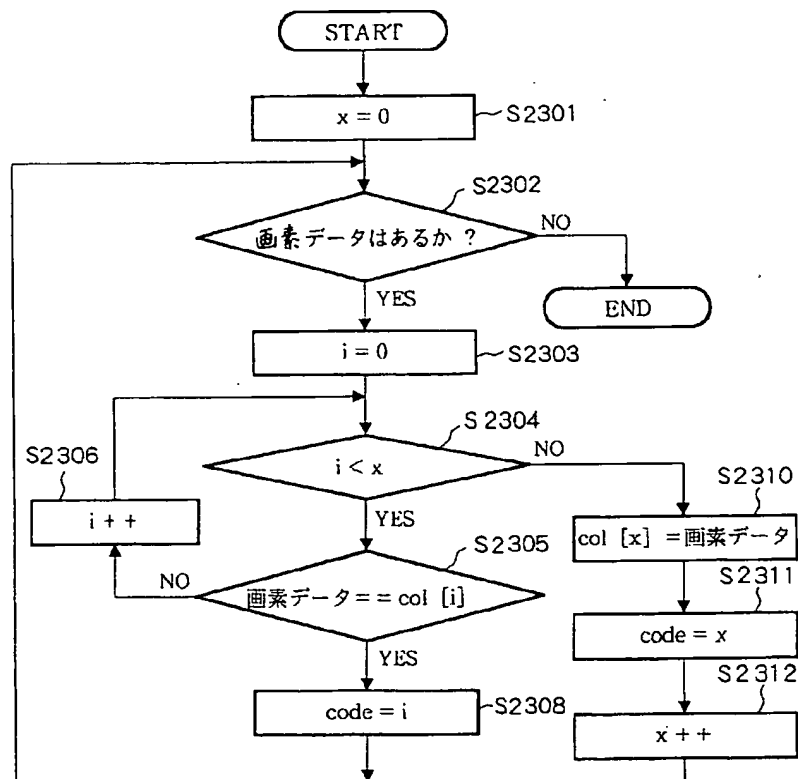 START
x = 0
S2301
S2302
画素データはあるか ?
NO
YES
END
i = 0
S2303
S2304
i < x
NO
S2306
i + +
YES
S2310
col [x] =画素データ
S2305
NO
画素データ= = col [i]
S2311
code = x
YES
S2312
code = i
S2308
x + +